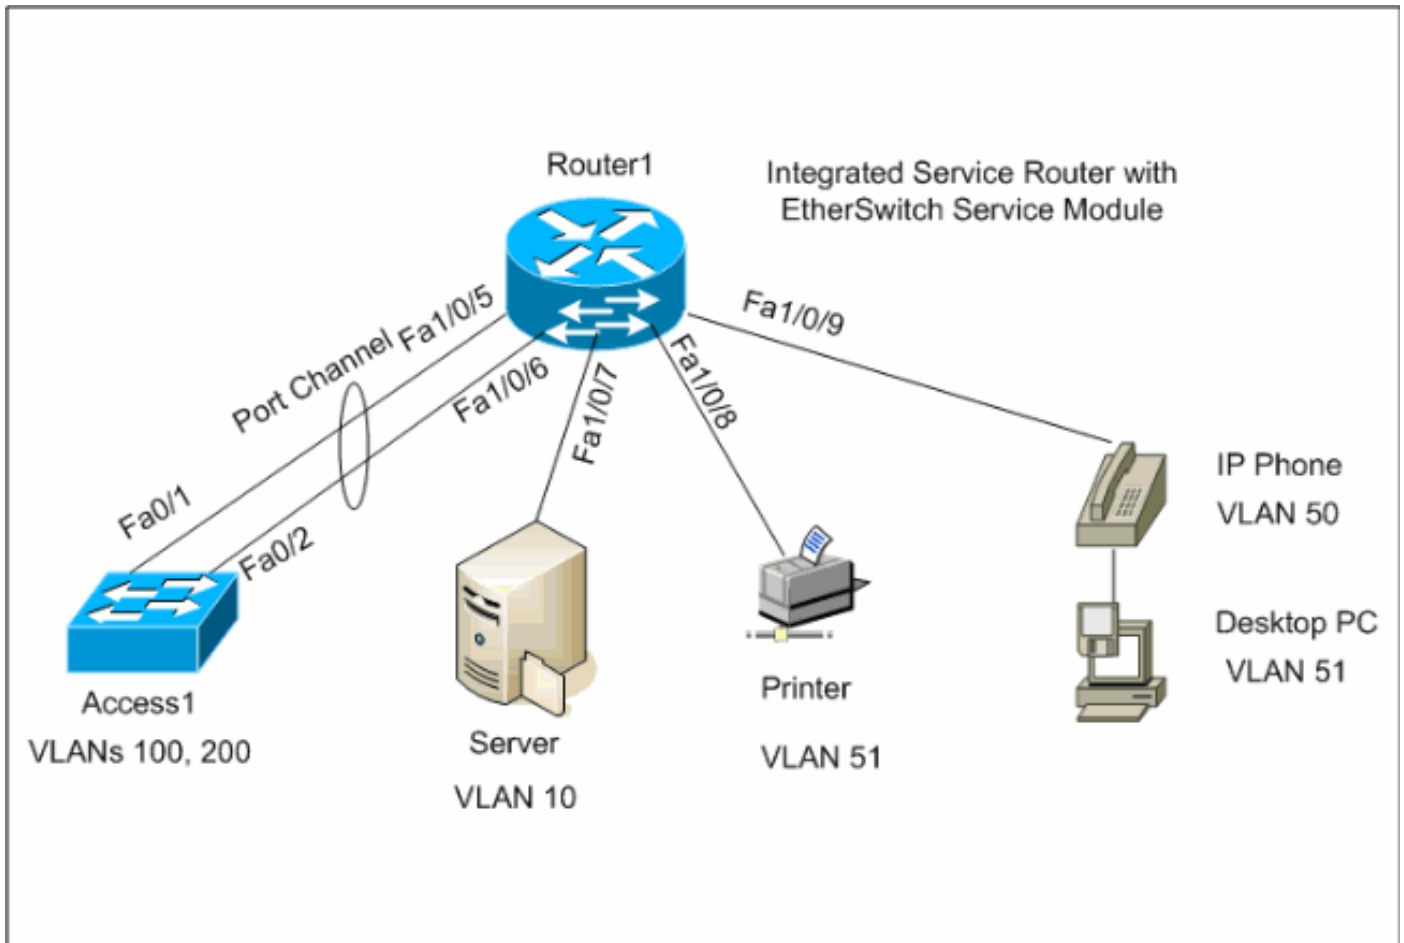 Router1
Integrated Service Router with
EtherSwitch Service Module
Port Channel
Fa1/0/5
Fa1/0/6
Fa1/0/7
Fa1/0/8
Fa1/0/9
Fa0/1
Fa0/2
IP Phone
VLAN 50
Desktop PC
VLAN 51
Access1
VLANs 100, 200
Server
VLAN 10
Printer
VLAN 51